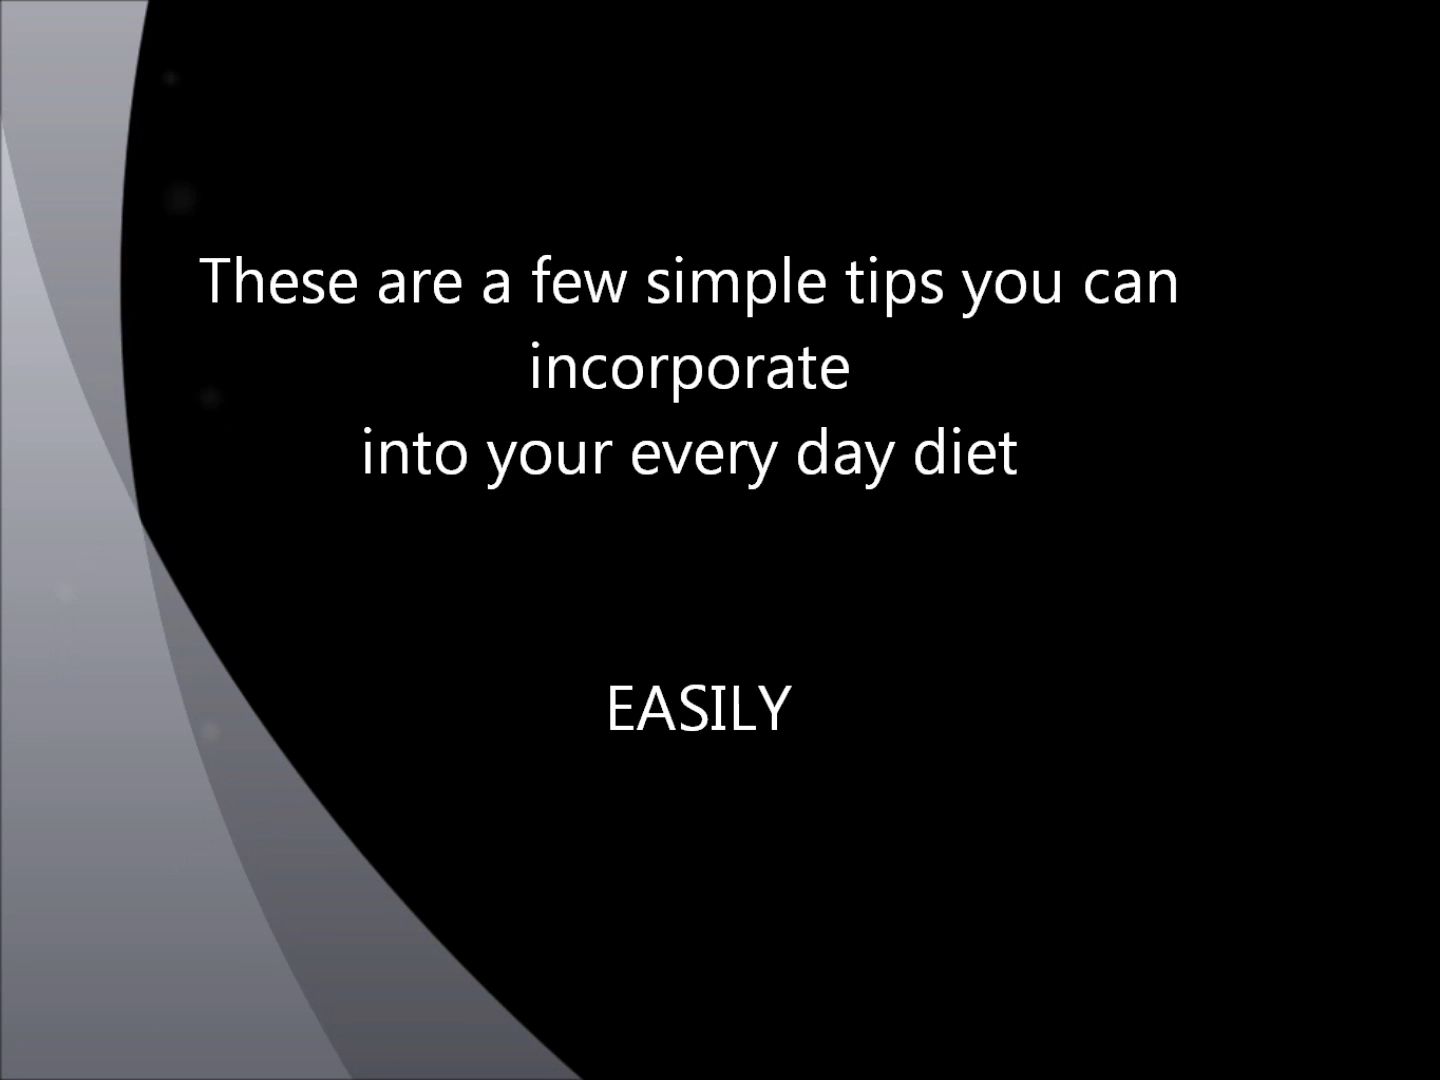 These are a few simple tips you can
incorporate
into your every day diet
EASILY